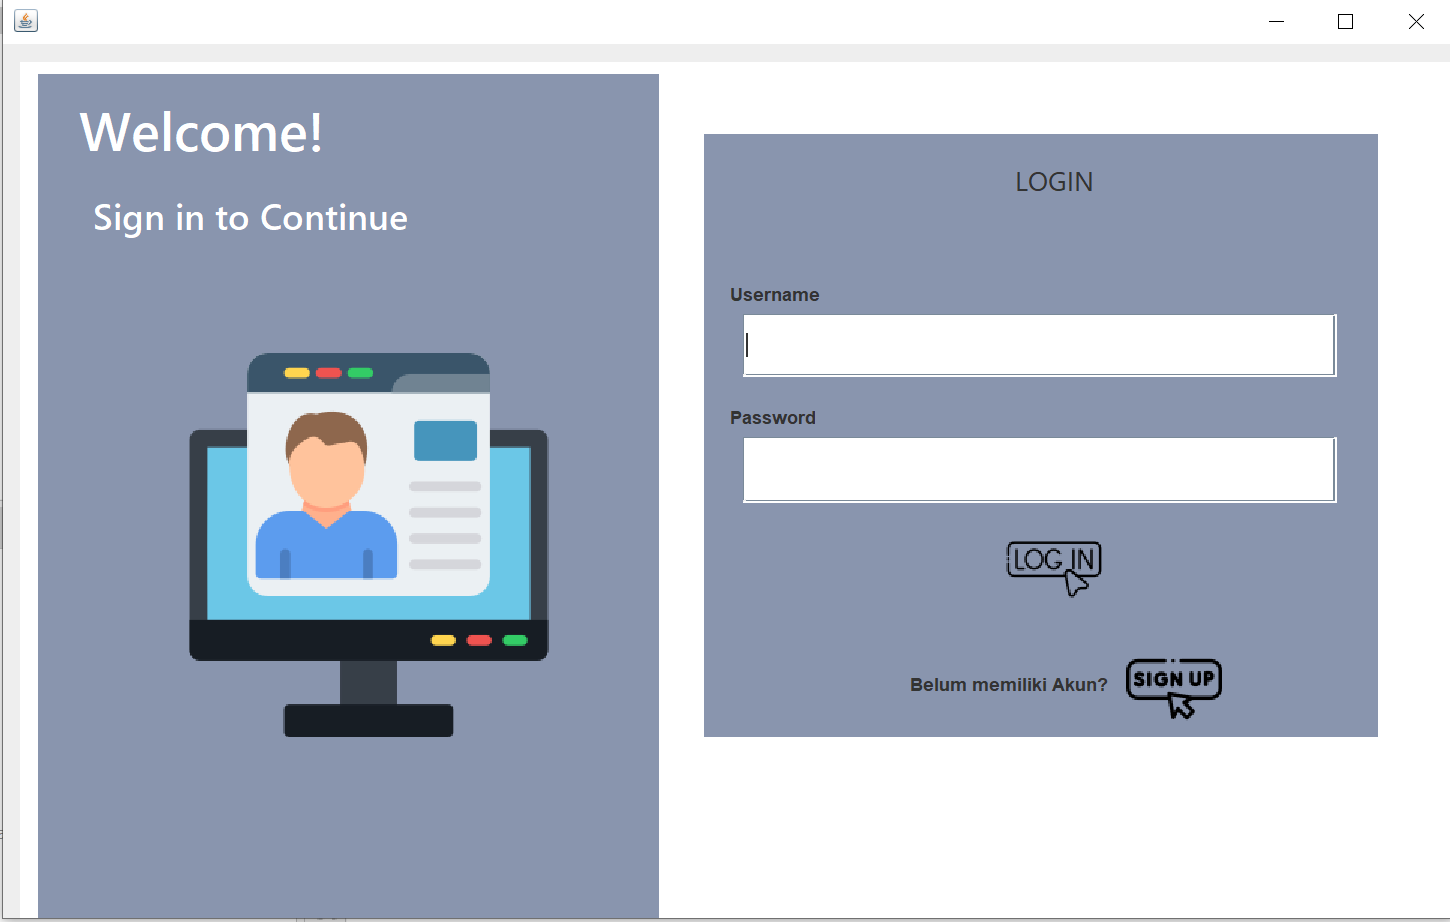 Welcome!
Sign in to Continue
LOGIN
Username
Password
LOG IN
Belum memiliki Akun?
SIGN UP